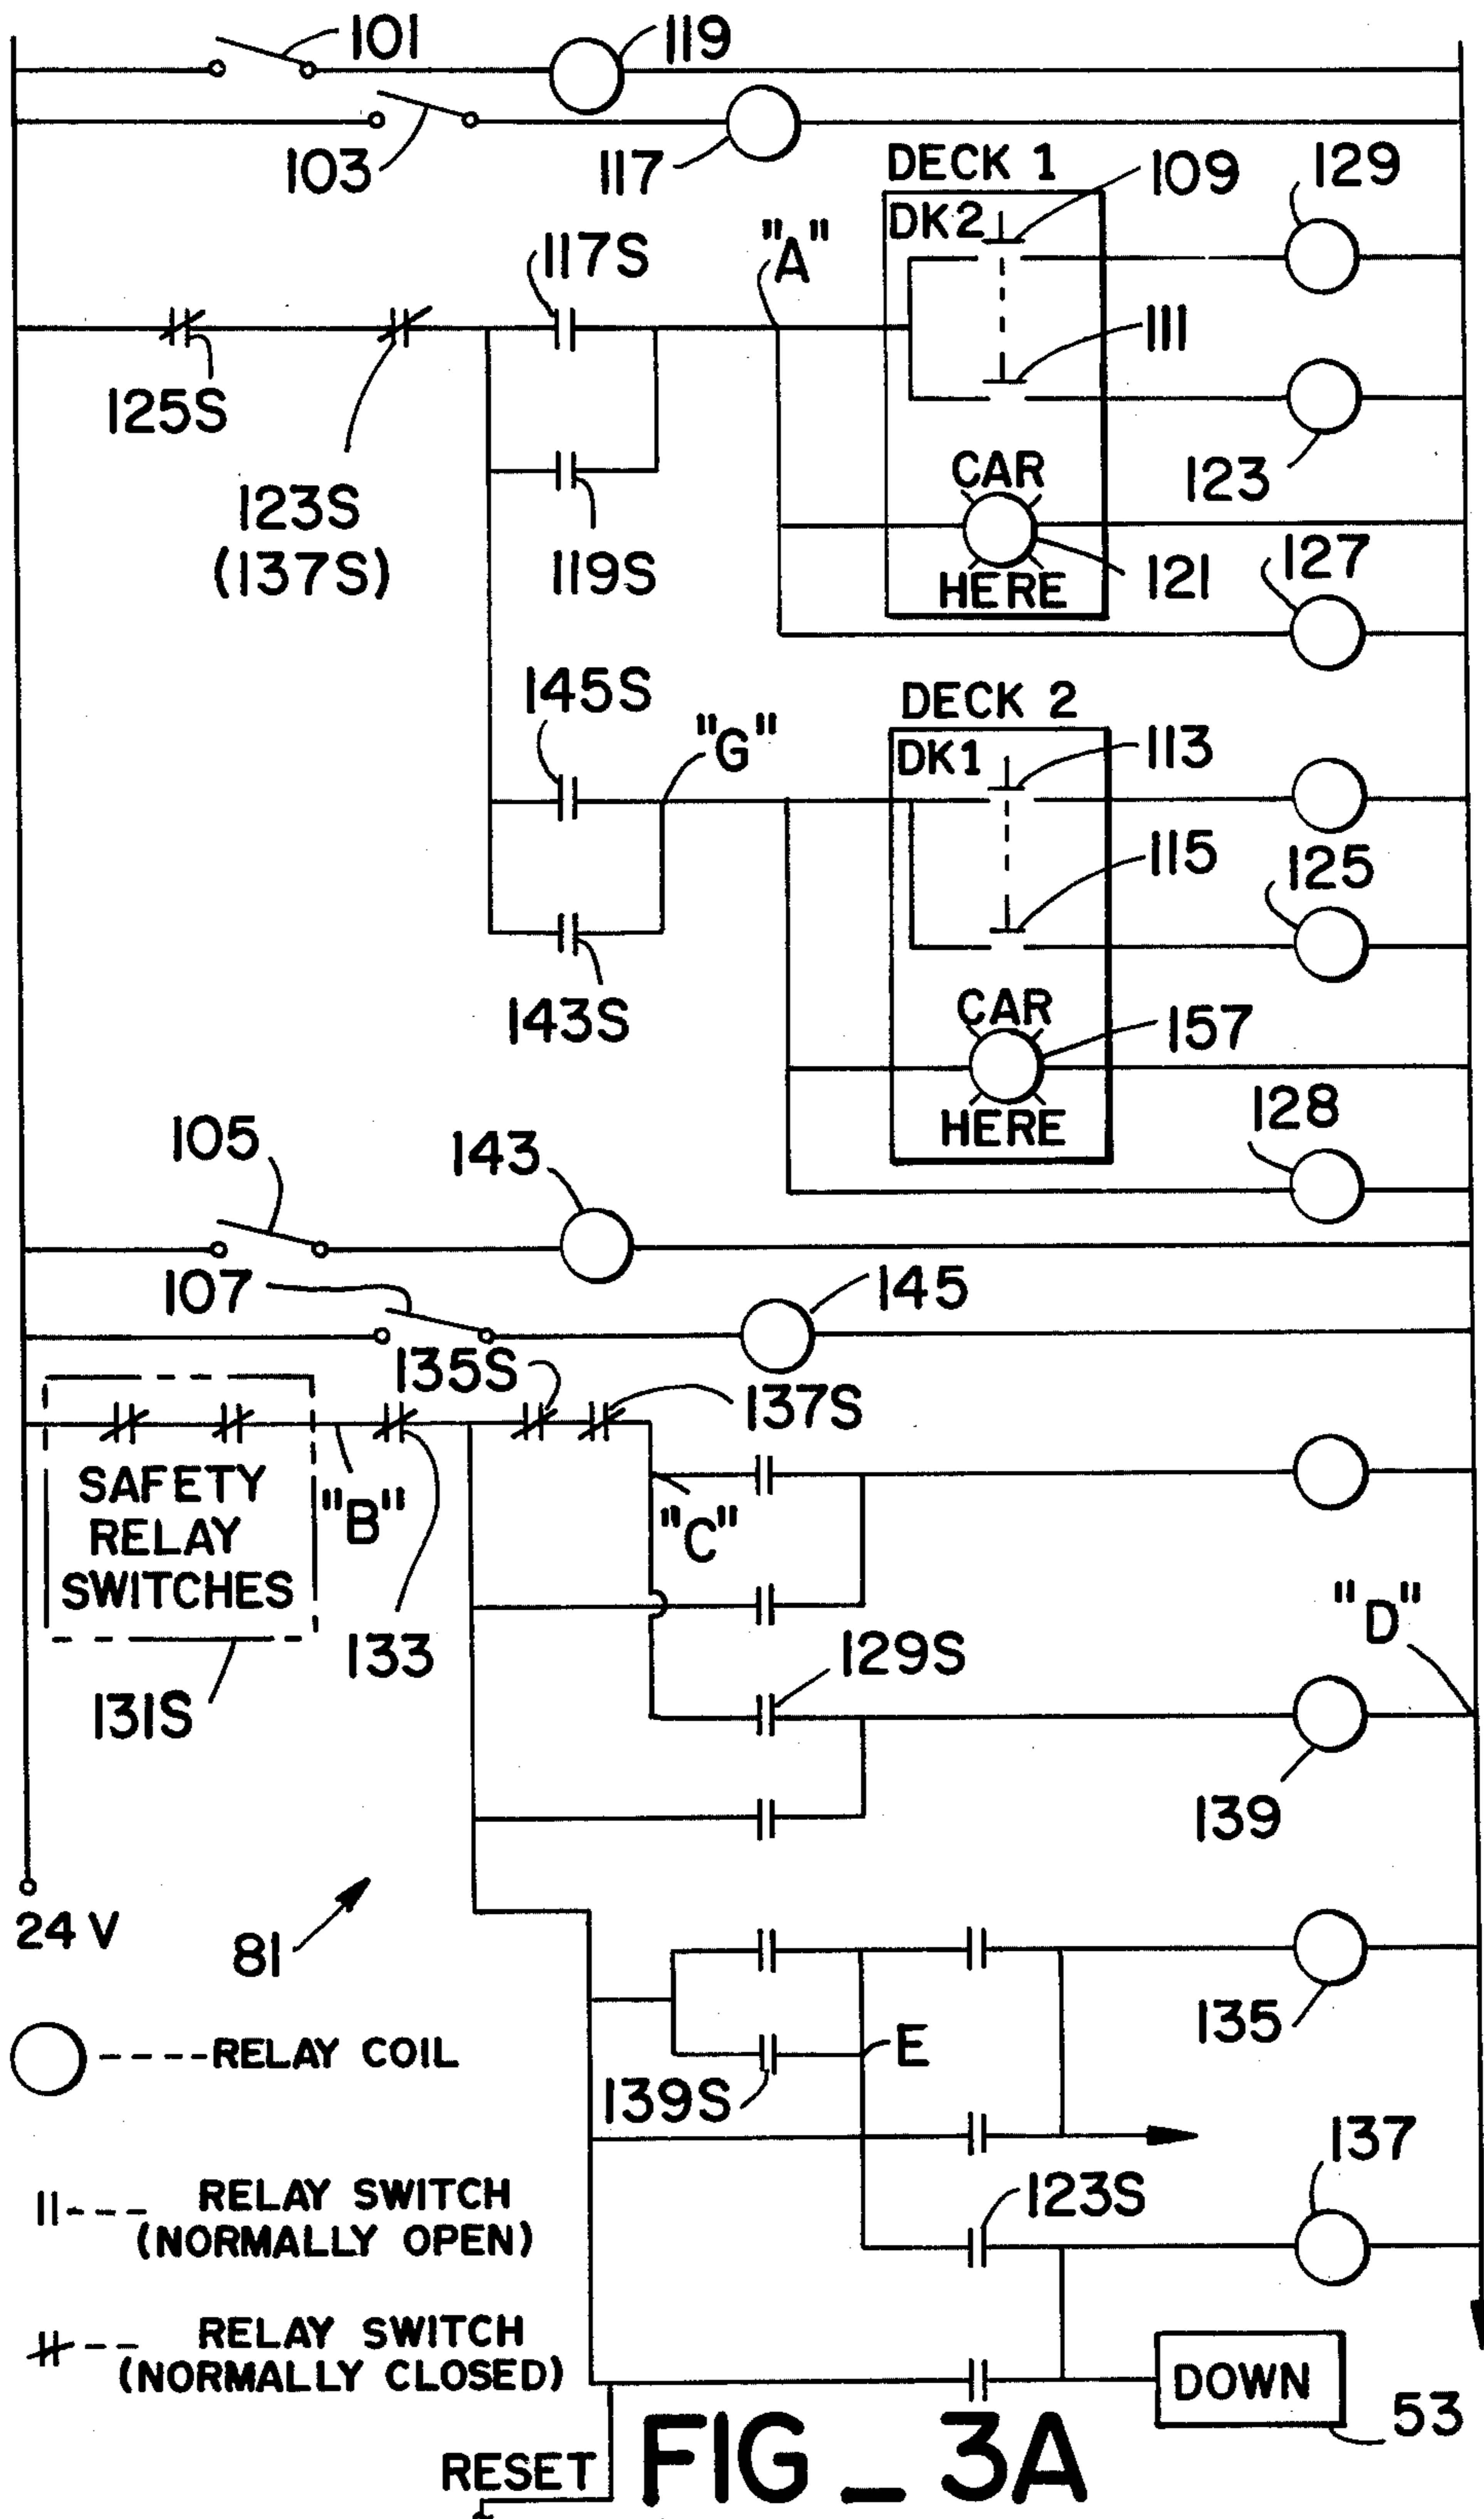 101
119
103
117
DECK 1
109
129
DK2
117S
"A"
111
125S
123S
(137S)
119S
CAR
HERE
121
123
127
145S
"G"
DECK 2
DK1
113
115
125
143S
CAR
HERE
157
128
105
143
107
145
135S
137S
SAFETY
RELAY
SWITCHES
"B"
"C"
133
131S
129S
"D"
139
24 V
81
135
RELAY COIL
E
139S
137
123S
RELAY SWITCH
(NORMALLY OPEN)
RELAY SWITCH
(NORMALLY CLOSED)
DOWN
53
RESET
FIG_3A